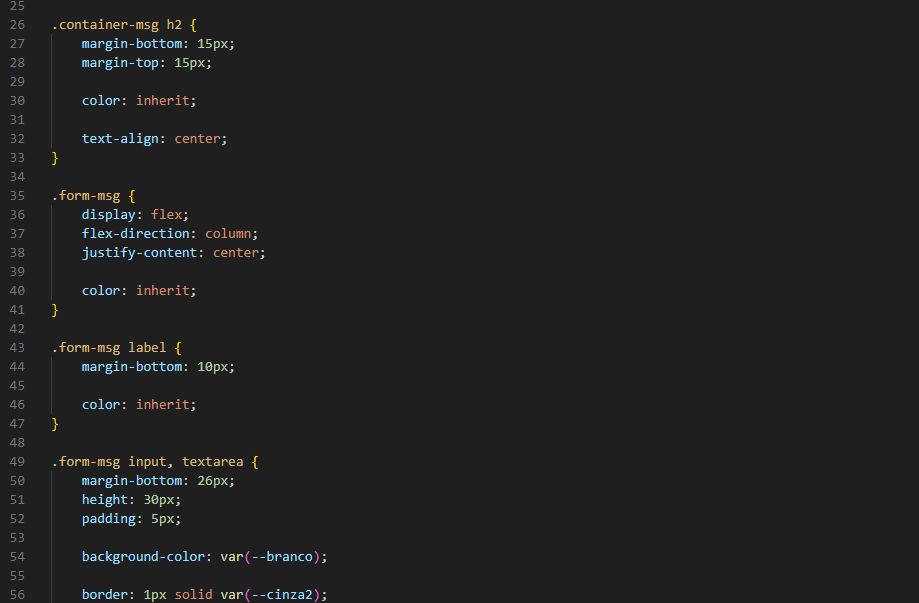 25
26 .container-msg h2 {
27     margin-bottom: 15px;
28     margin-top: 15px;
29
30     color: inherit;
31
32     text-align: center;
33 }
34
35 .form-msg {
36     display: flex;
37     flex-direction: column;
38     justify-content: center;
39
40     color: inherit;
41 }
42
43 .form-msg label {
44     margin-bottom: 10px;
45
46     color: inherit;
47 }
48
49 .form-msg input, textarea {
50     margin-bottom: 26px;
51     height: 30px;
52     padding: 5px;
53
54     background-color: var(--branco);
55
56     border: 1px solid var(--cinza2);